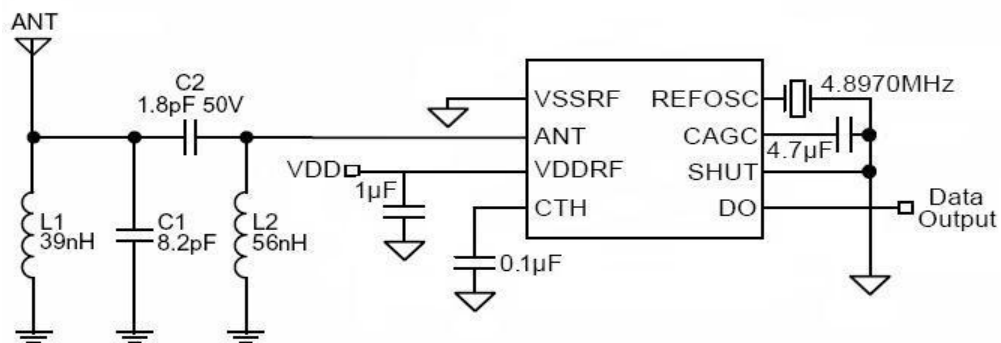 ANT
C2
1.8pF 50V
L1
39nH
C1
8.2pF
L2
56nH
VDD
1µF
0.1µF
VSSRF
ANT
VDDRF
CTH
REFOSC
CAGC
SHUT
DO
4.8970MHz
4.7µF
Data
Output